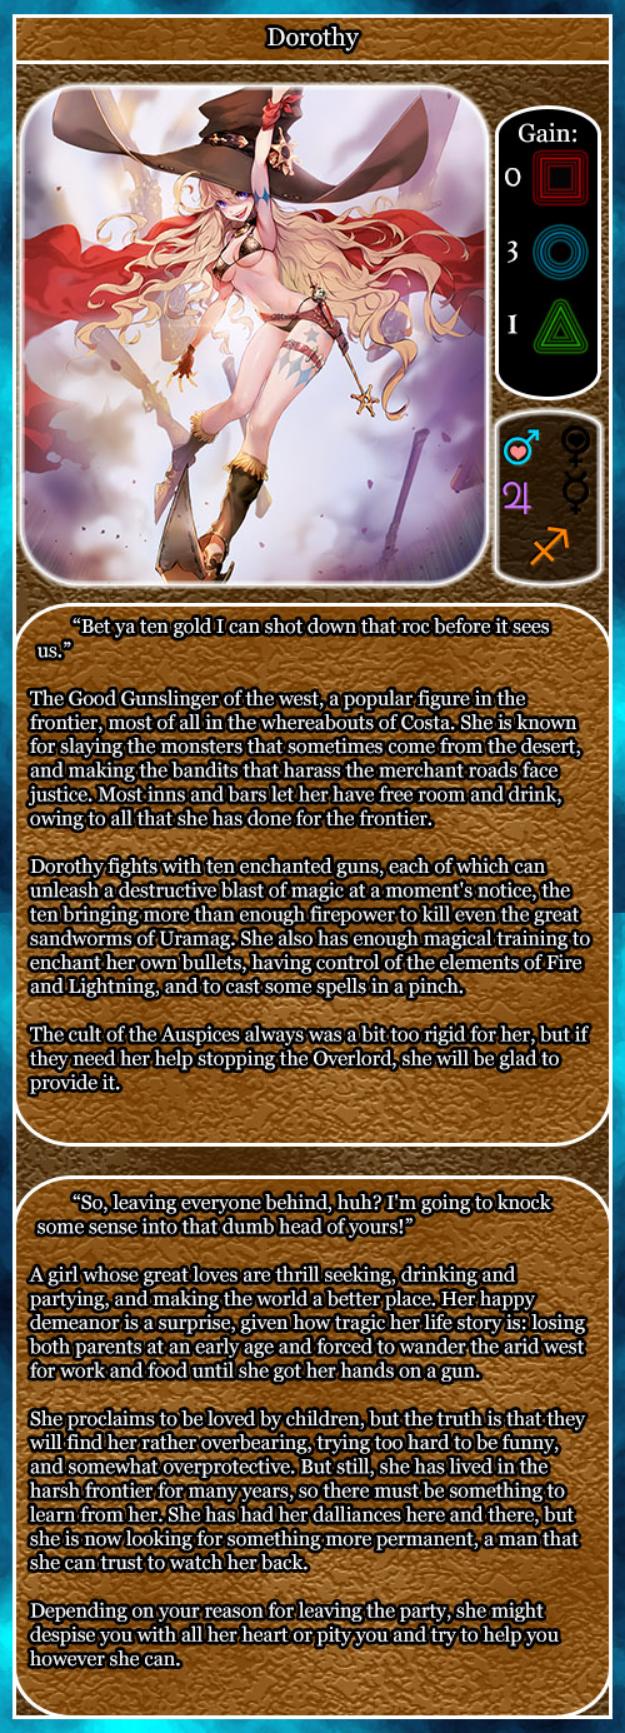 Dorothy
Gain:
0
3
1
“Bet ya ten gold I can shot down that roc before it sees
us.”
The Good Gunslinger of the west, a popular figure in the
frontier, most of all in the whereabouts of Costa. She is known
for slaying the monsters that sometimes come from the desert,
and making the bandits that harass the merchant roads face
justice. Most inns and bars let her have free room and drink,
owing to all that she has done for the frontier.
Dorothy fights with ten enchanted guns, each of which can
unleash a destructive blast of magic at a moment's notice, the
ten bringing more than enough firepower to kill even the great
sandworms of Uramag. She also has enough magical training to
enchant her own bullets, having control of the elements of Fire
and Lightning, and to cast some spells in a pinch.
The cult of the Auspices always was a bit too rigid for her, but if
they need her help stopping the Overlord, she will be glad to
provide it.
“So, leaving everyone behind, huh? I'm going to knock
some sense into that dumb head of yours!”
A girl whose great loves are thrill seeking, drinking and
partying, and making the world a better place. Her happy
demeanor is a surprise, given how tragic her life story is: losing
both parents at an early age and forced to wander the arid west
for work and food until she got her hands on a gun.
She proclaims to be loved by children, but the truth is that they
will find her rather overbearing, trying too hard to be funny,
and somewhat overprotective. But still, she has lived in the
harsh frontier for many years, so there must be something to
learn from her. She has had her dalliances here and there, but
she is now looking for something more permanent, a man that
she can trust to watch her back.
Depending on your reason for leaving the party, she might
despise you with all her heart or pity you and try to help you
however she can.